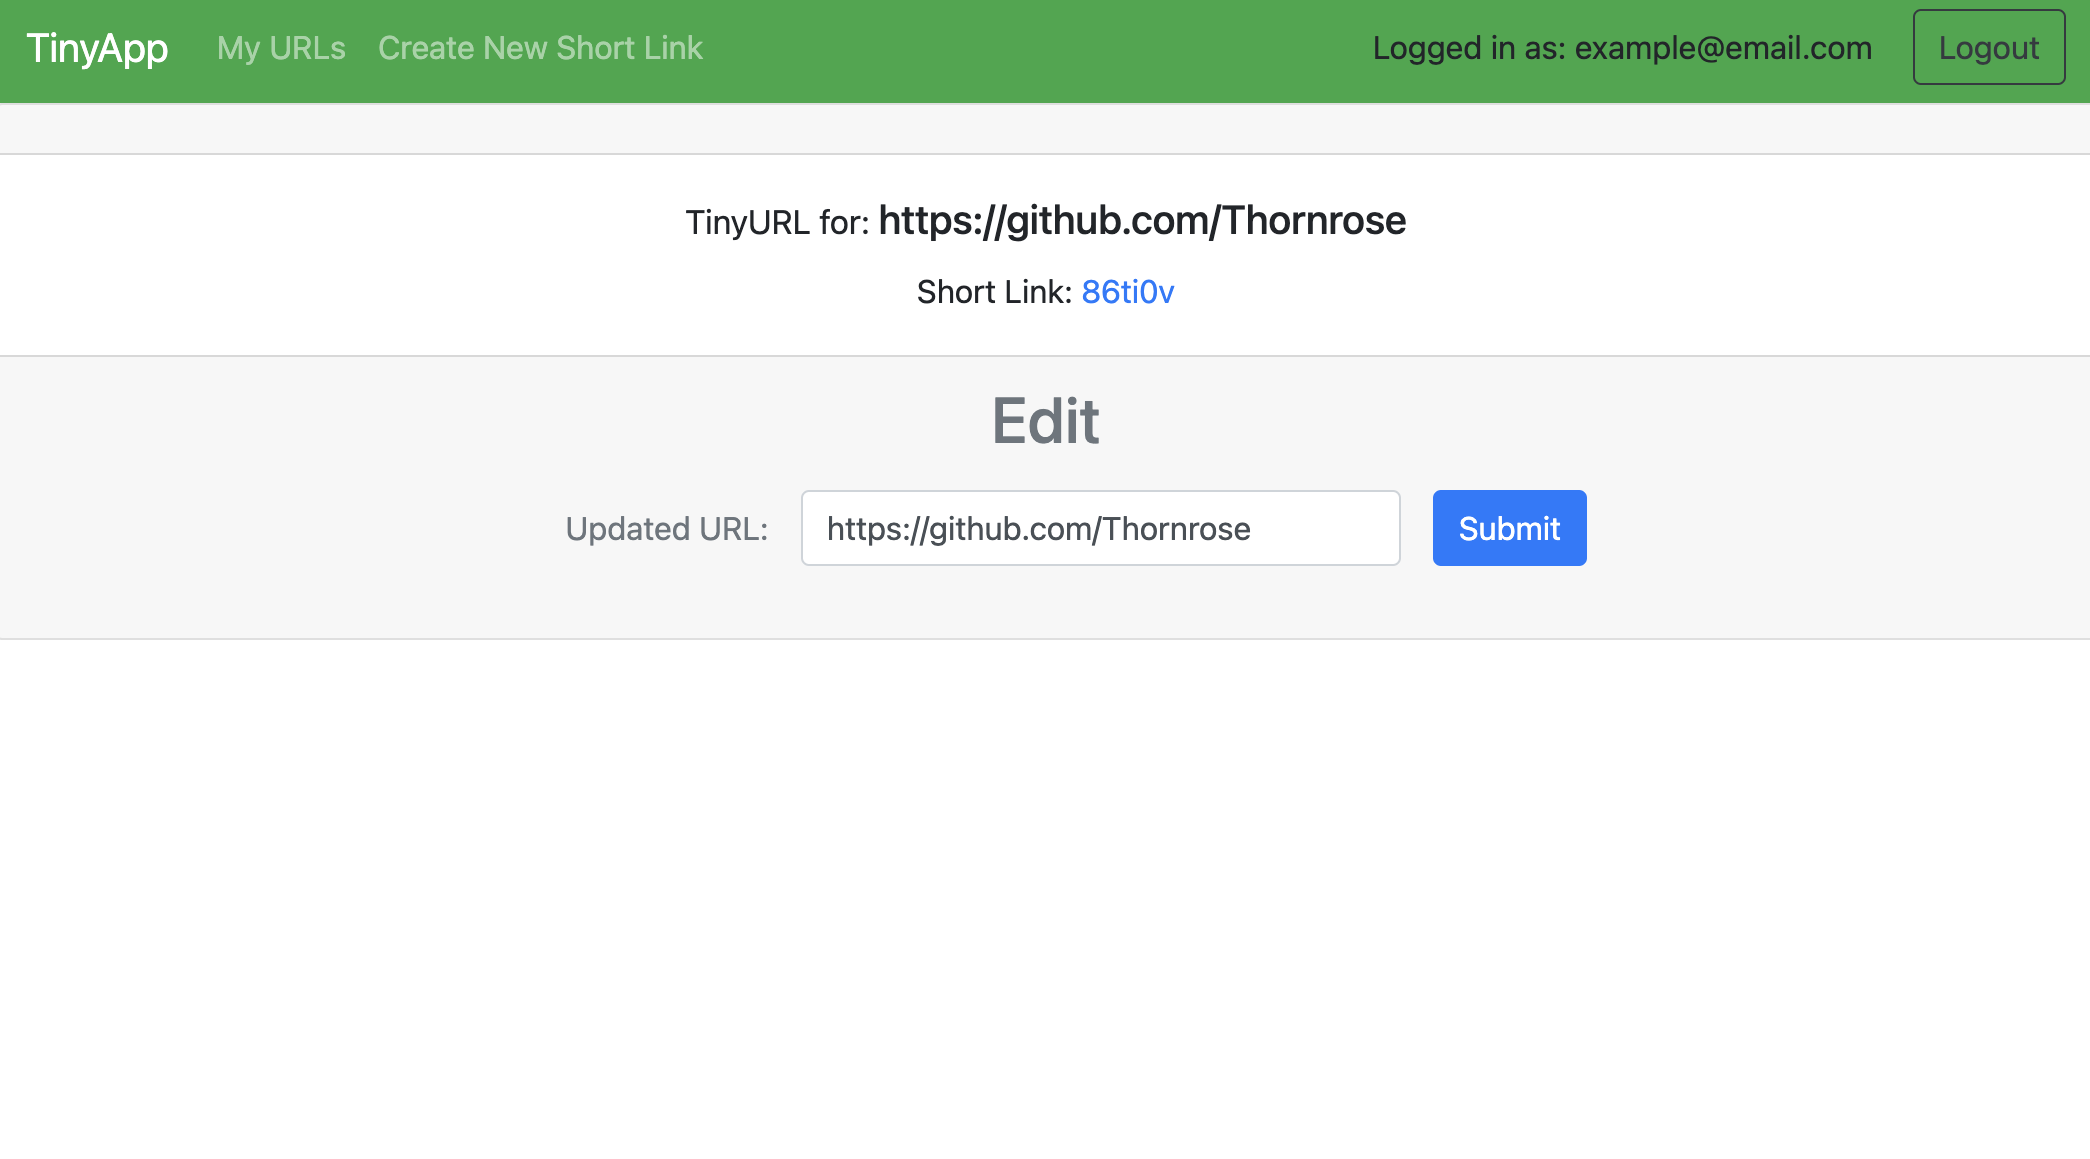 TinyApp My URLs Create New Short Link Logged in as: example@email.com Logout
TinyURL for: https://github.com/Thornrose
Short Link: 86ti0v
Edit
Updated URL: https://github.com/Thornrose Submit